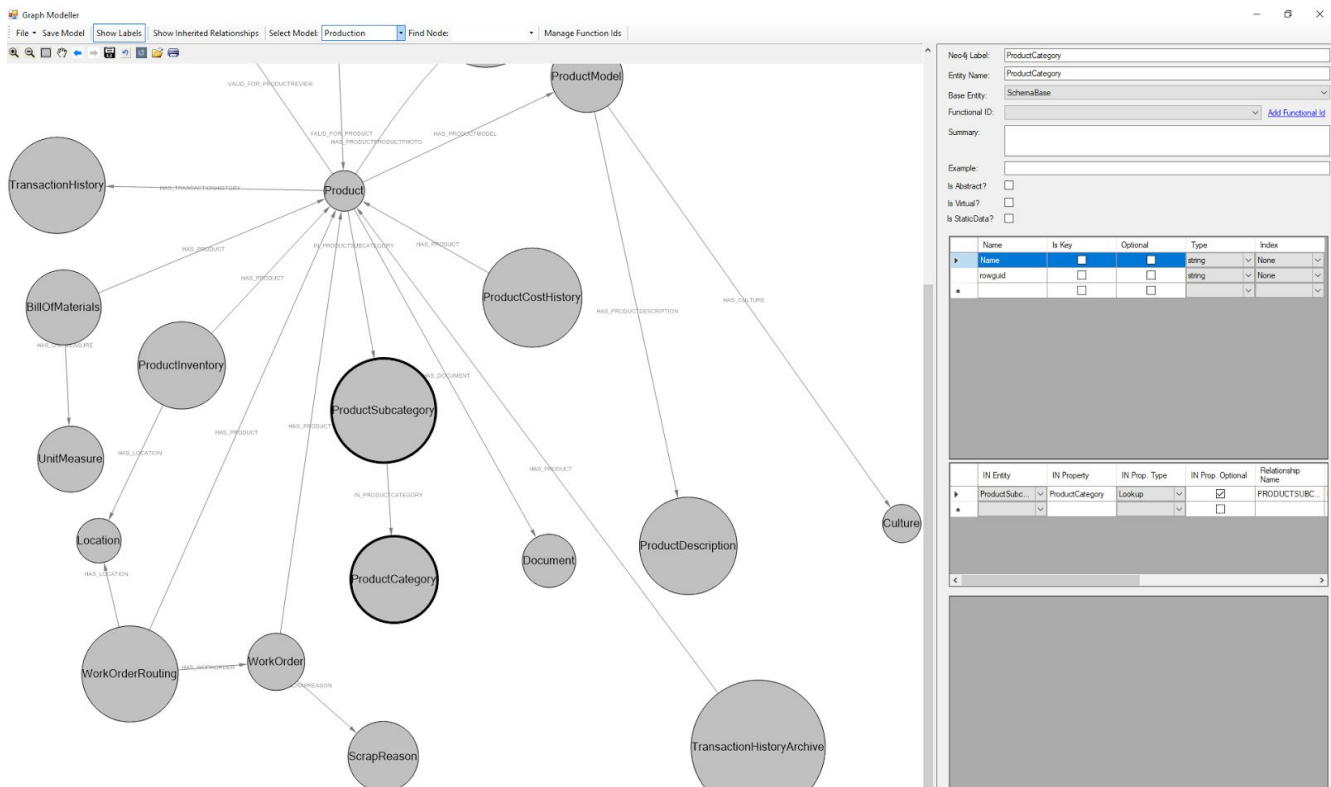 Graph Modeller
File Save Model Show Labels Show Inherited Relationships Select Model: Production Find Node: Manage Function Ids
VALID_FOR_PRODUCTREVIEW
ProductModel
VALID_FOR_PRODUCT
HAS_PRODUCTPRODUCTPHOTO
HAS_PRODUCTMODEL
TransactionHistory
HAS_TRANSACTIONHISTORY
Product
HAS_PRODUCT
IN_PRODUCTSUBCATEGORY
HAS_PRODUCT
HAS_PRODUCT
ProductCostHistory
HAS_CULTURE
BillOfMaterials
HAS_PRODUCTDESCRIPTION
ProductInventory
HAS_DOCUMENT
ProductSubcategory
HAS_PRODUCT
HAS_PRODUCT
UnitMeasure
HAS_LOCATION
HAS_PRODUCT
IN_PRODUCTCATEGORY
Culture
Location
ProductDescription
Document
HAS_LOCATION
ProductCategory
WorkOrderRouting
HAS_WORKORDER
WorkOrder
ScrapReason
TransactionHistoryArchive
Neo4j Label: ProductCategory
Entity Name: ProductCategory
Base Entity: SchemaBase
Functional ID: Add Functional Id
Summary:
Example:
Is Abstract?
Is Virtual?
Is StaticData?
Name Is Key Optional Type Index
Name string None
rowguid string None
IN Entity IN Property IN Prop. Type IN Prop. Optional Relationship Name
ProductSubc... ProductCategory Lookup PRODUCTSUBC...